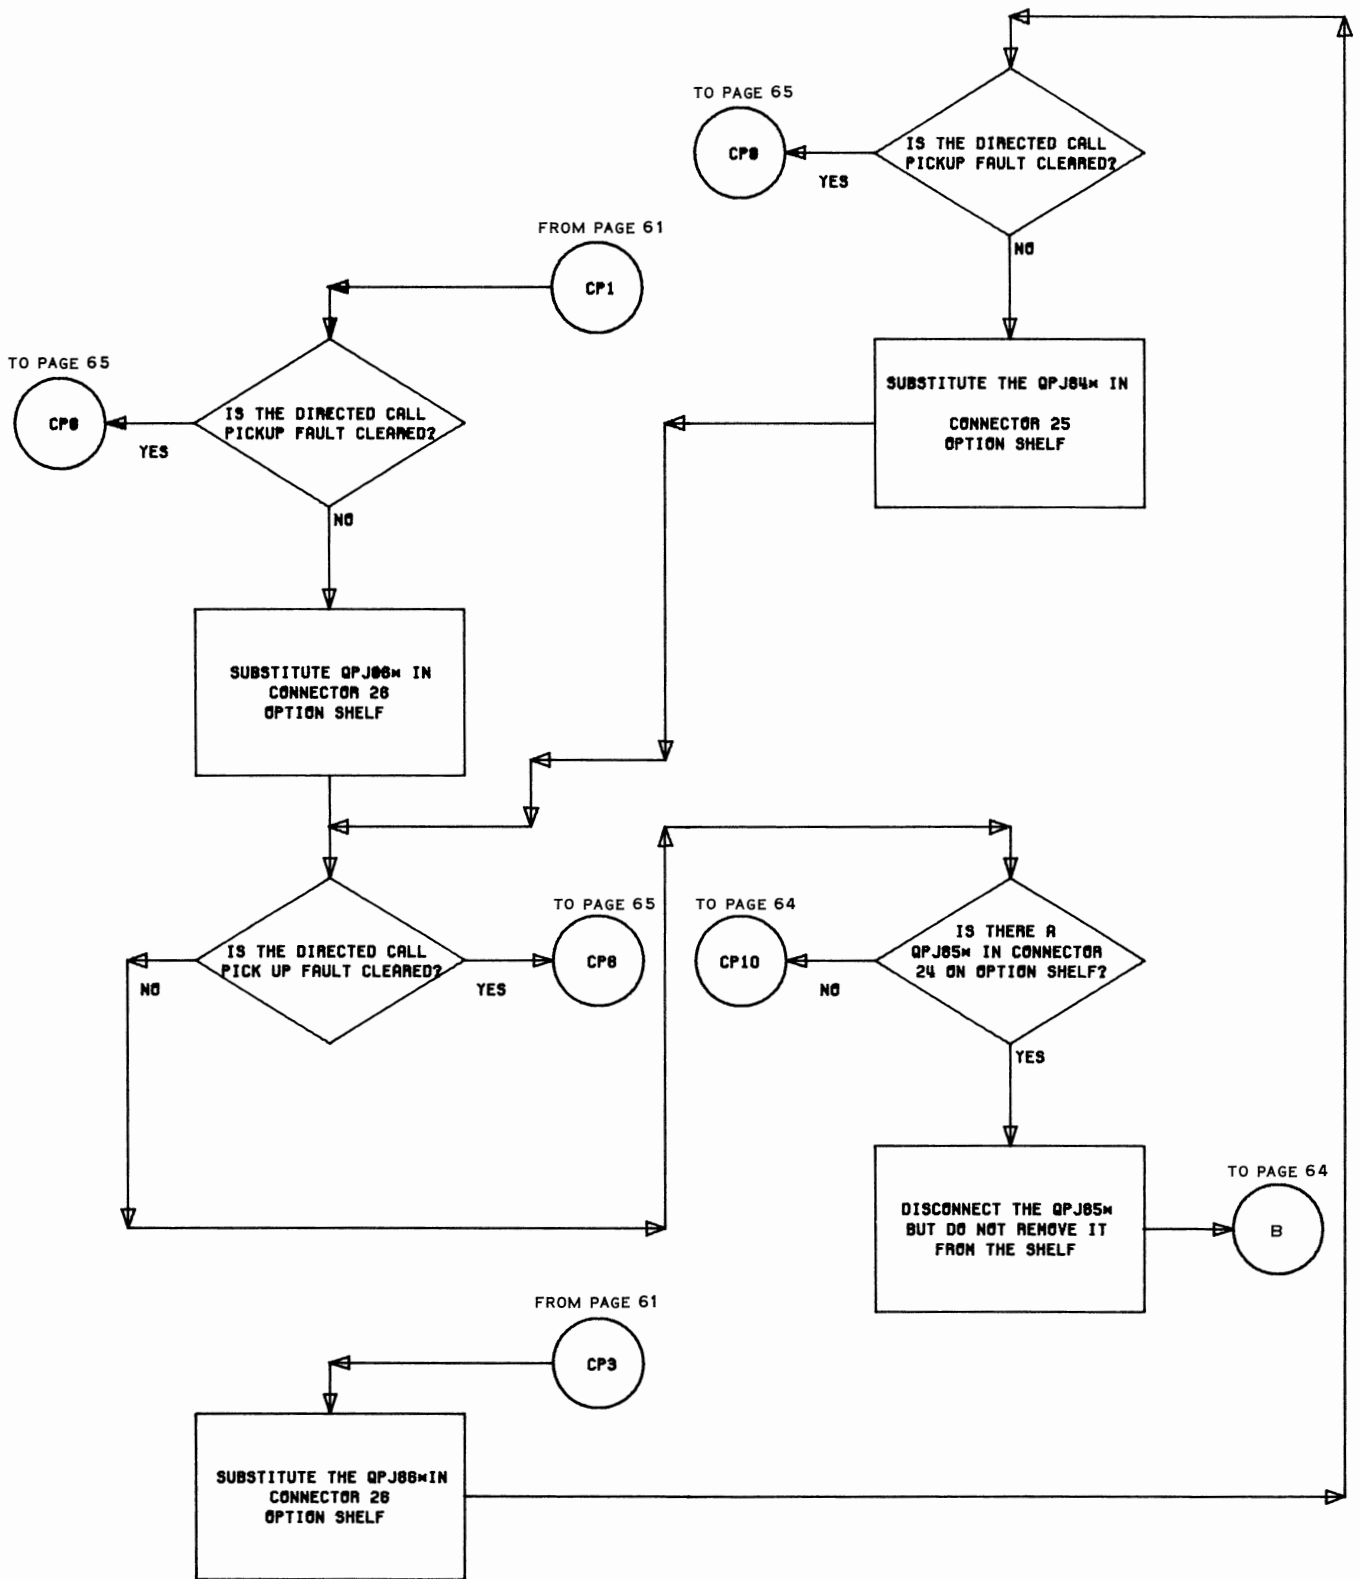 TO PAGE 65
CP8
YES
IS THE DIRECTED CALL
PICKUP FAULT CLEARED?
NO
SUBSTITUTE THE QPJ84* IN
CONNECTOR 25
OPTION SHELF
FROM PAGE 61
CP1
TO PAGE 65
CP8
YES
IS THE DIRECTED CALL
PICKUP FAULT CLEARED?
NO
SUBSTITUTE QPJ86* IN
CONNECTOR 26
OPTION SHELF
IS THE DIRECTED CALL
PICK UP FAULT CLEARED?
NO
YES
TO PAGE 65
CP8
TO PAGE 64
CP10
NO
IS THERE A
QPJ85* IN CONNECTOR
24 ON OPTION SHELF?
YES
DISCONNECT THE QPJ85*
BUT DO NOT REMOVE IT
FROM THE SHELF
TO PAGE 64
B
FROM PAGE 61
CP3
SUBSTITUTE THE QPJ86*IN
CONNECTOR 26
OPTION SHELF